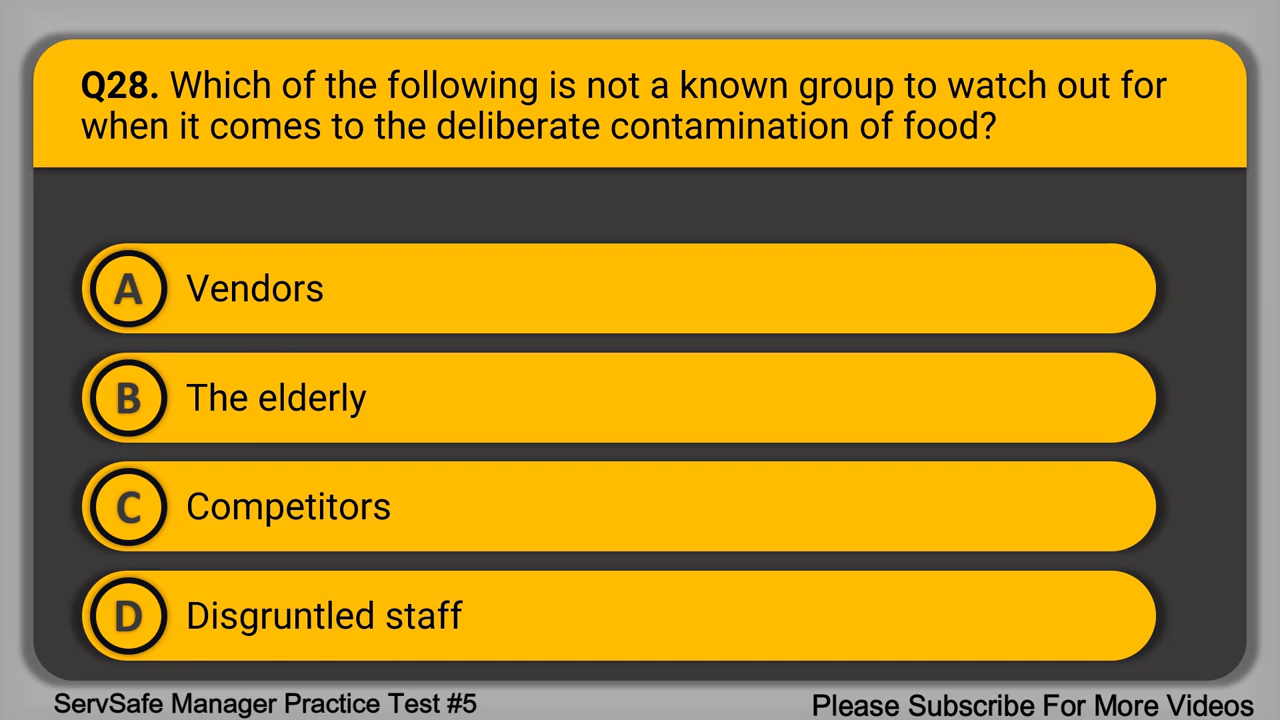 Q28. Which of the following is not a known group to watch out for
when it comes to the deliberate contamination of food?
A Vendors
B The elderly
C Competitors
D Disgruntled staff
ServSafe Manager Practice Test #5
Please Subscribe For More Videos